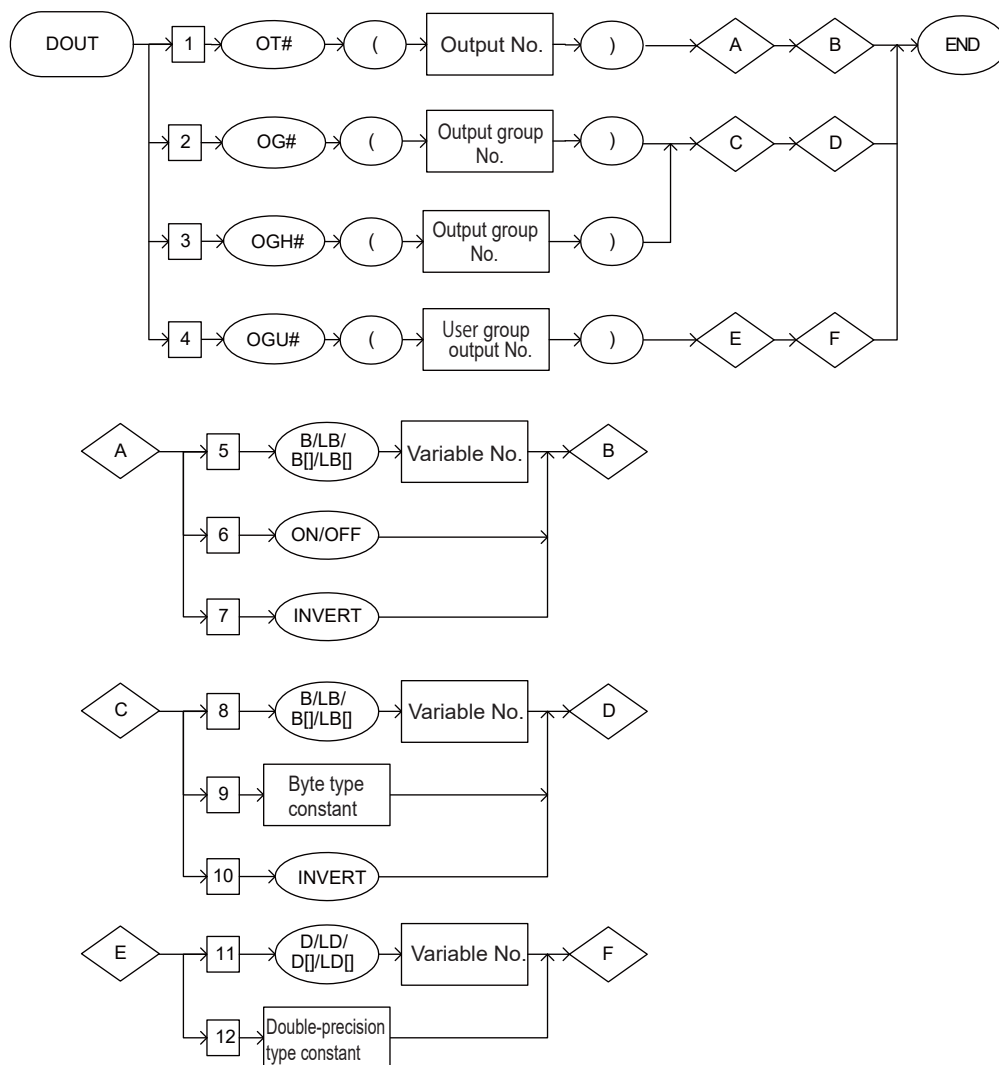 DOUT 1 OT# ( Output No. ) A B END
2 OG# ( Output group
No. ) C D
3 OGH# ( Output group
No. )
4 OGU# ( User group
output No. ) E F
A 5 B/LB/
B[]/LB[] Variable No. B
6 ON/OFF
7 INVERT
C 8 B/LB/
B[]/LB[] Variable No. D
9 Byte type
constant
10 INVERT
E 11 D/LD/
D[]/LD[] Variable No. F
12 Double-precision
type constant